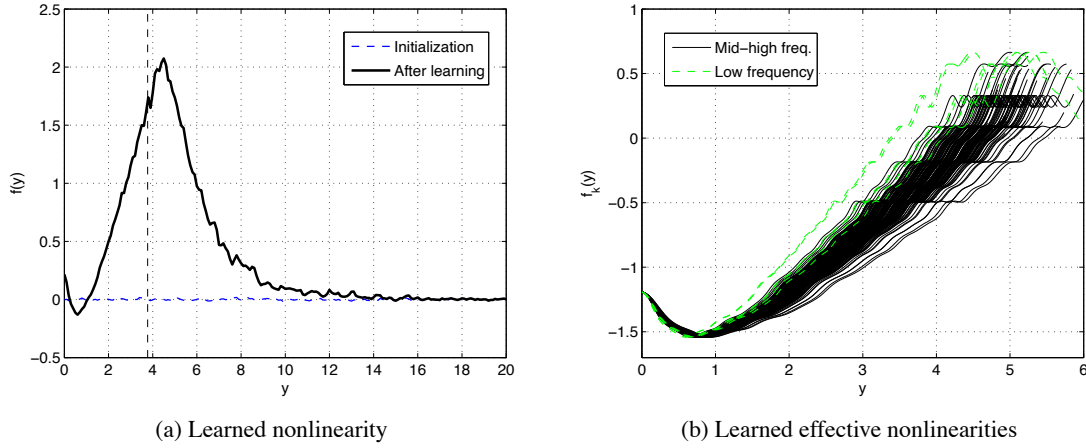 2.5
2
1.5
1
0.5
0
−0.5
f(y)
0 2 4 6 8 10 12 14 16 18 20
y
Initialization
After learning
(a) Learned nonlinearity
0.5
0
−0.5
−1
−1.5
f_k(y)
0 1 2 3 4 5 6
y
Mid−high freq.
Low frequency
(b) Learned effective nonlinearities